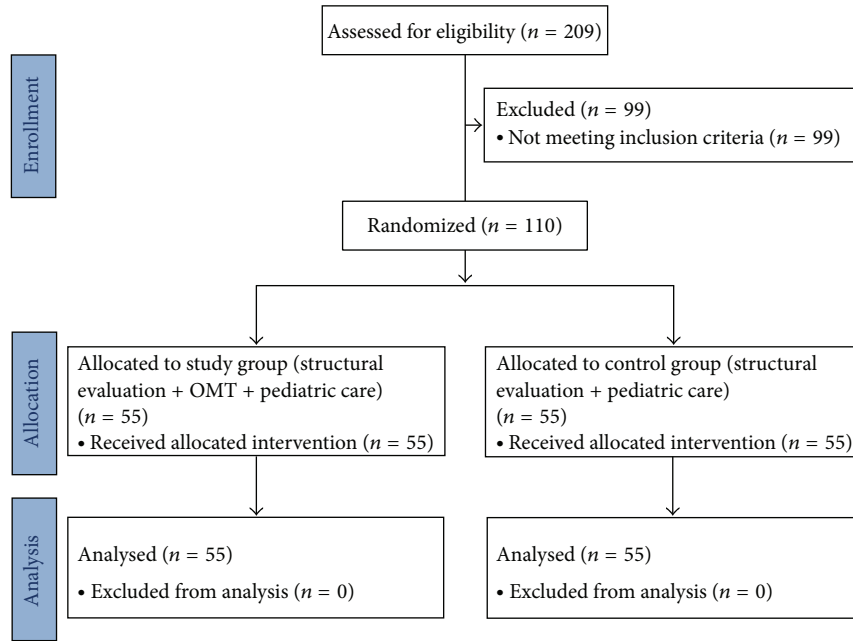 Assessed for eligibility (n = 209)
Enrollment
Excluded (n = 99)
• Not meeting inclusion criteria (n = 99)
Randomized (n = 110)
Allocation
Allocated to study group (structural
evaluation + OMT + pediatric care)
(n = 55)
• Received allocated intervention (n = 55)
Allocated to control group (structural
evaluation + pediatric care)
(n = 55)
• Received allocated intervention (n = 55)
Analysis
Analysed (n = 55)
• Excluded from analysis (n = 0)
Analysed (n = 55)
• Excluded from analysis (n = 0)